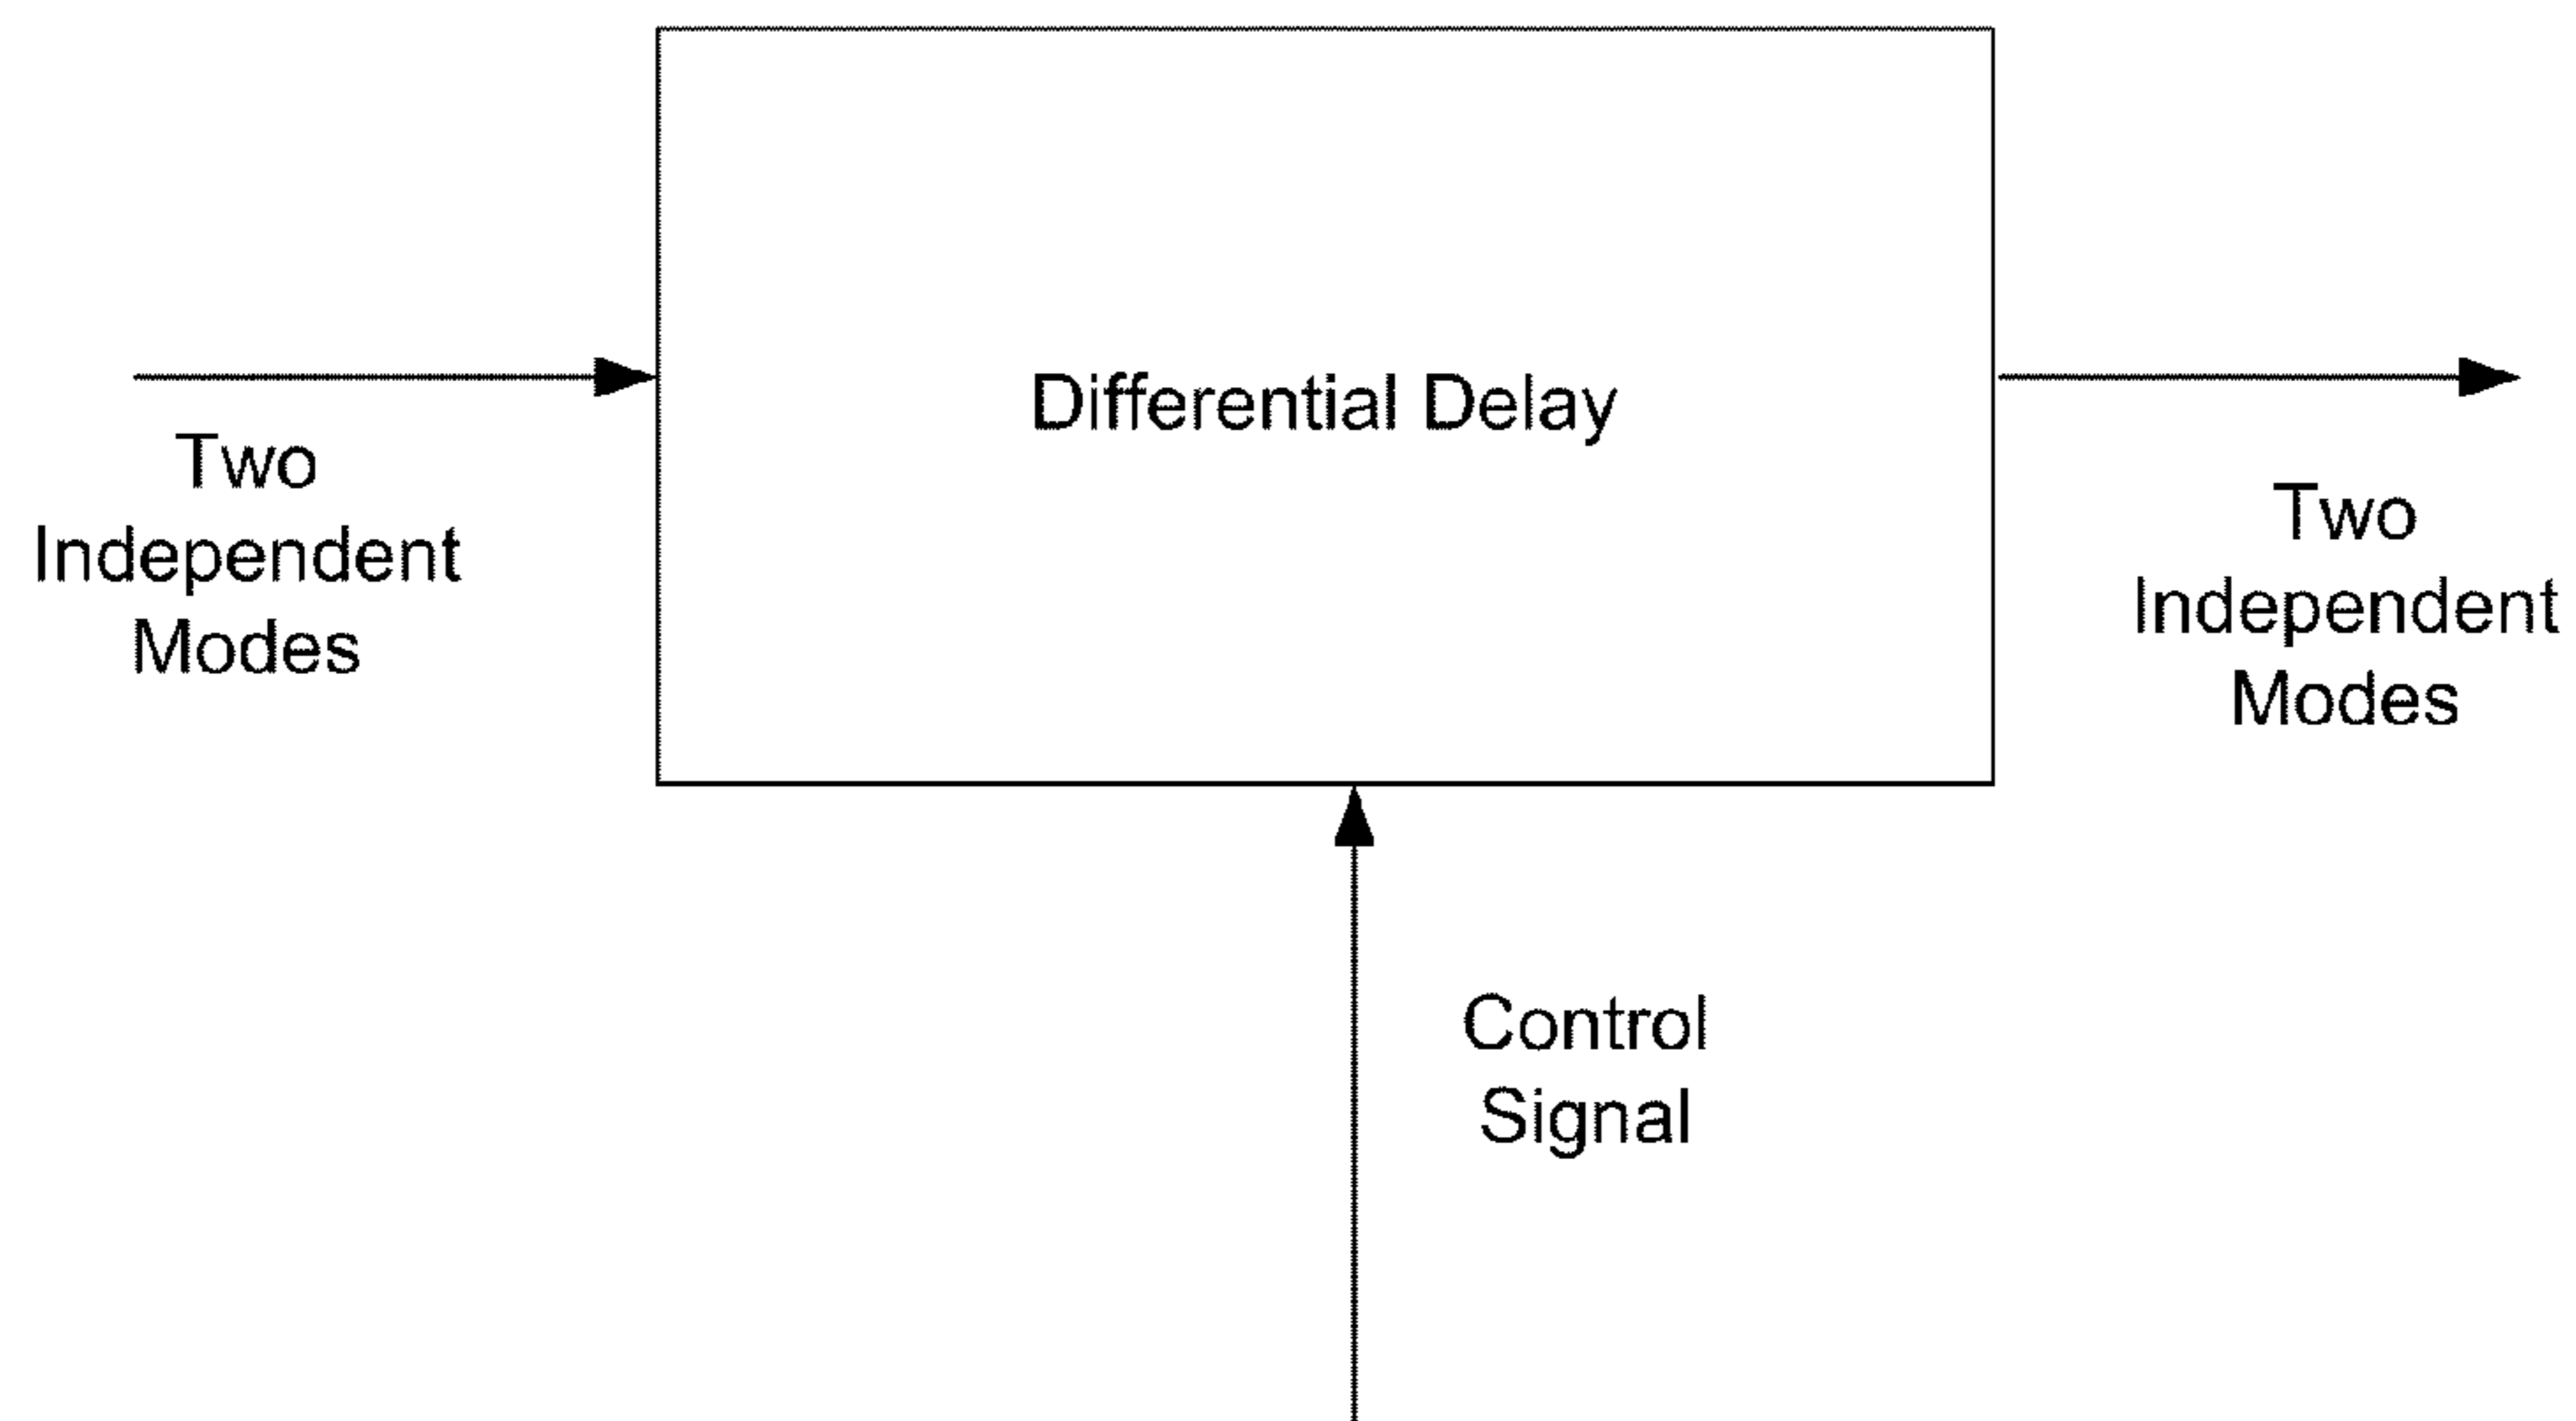 Differential Delay
Two
Independent
Modes
Two
Independent
Modes
Control
Signal